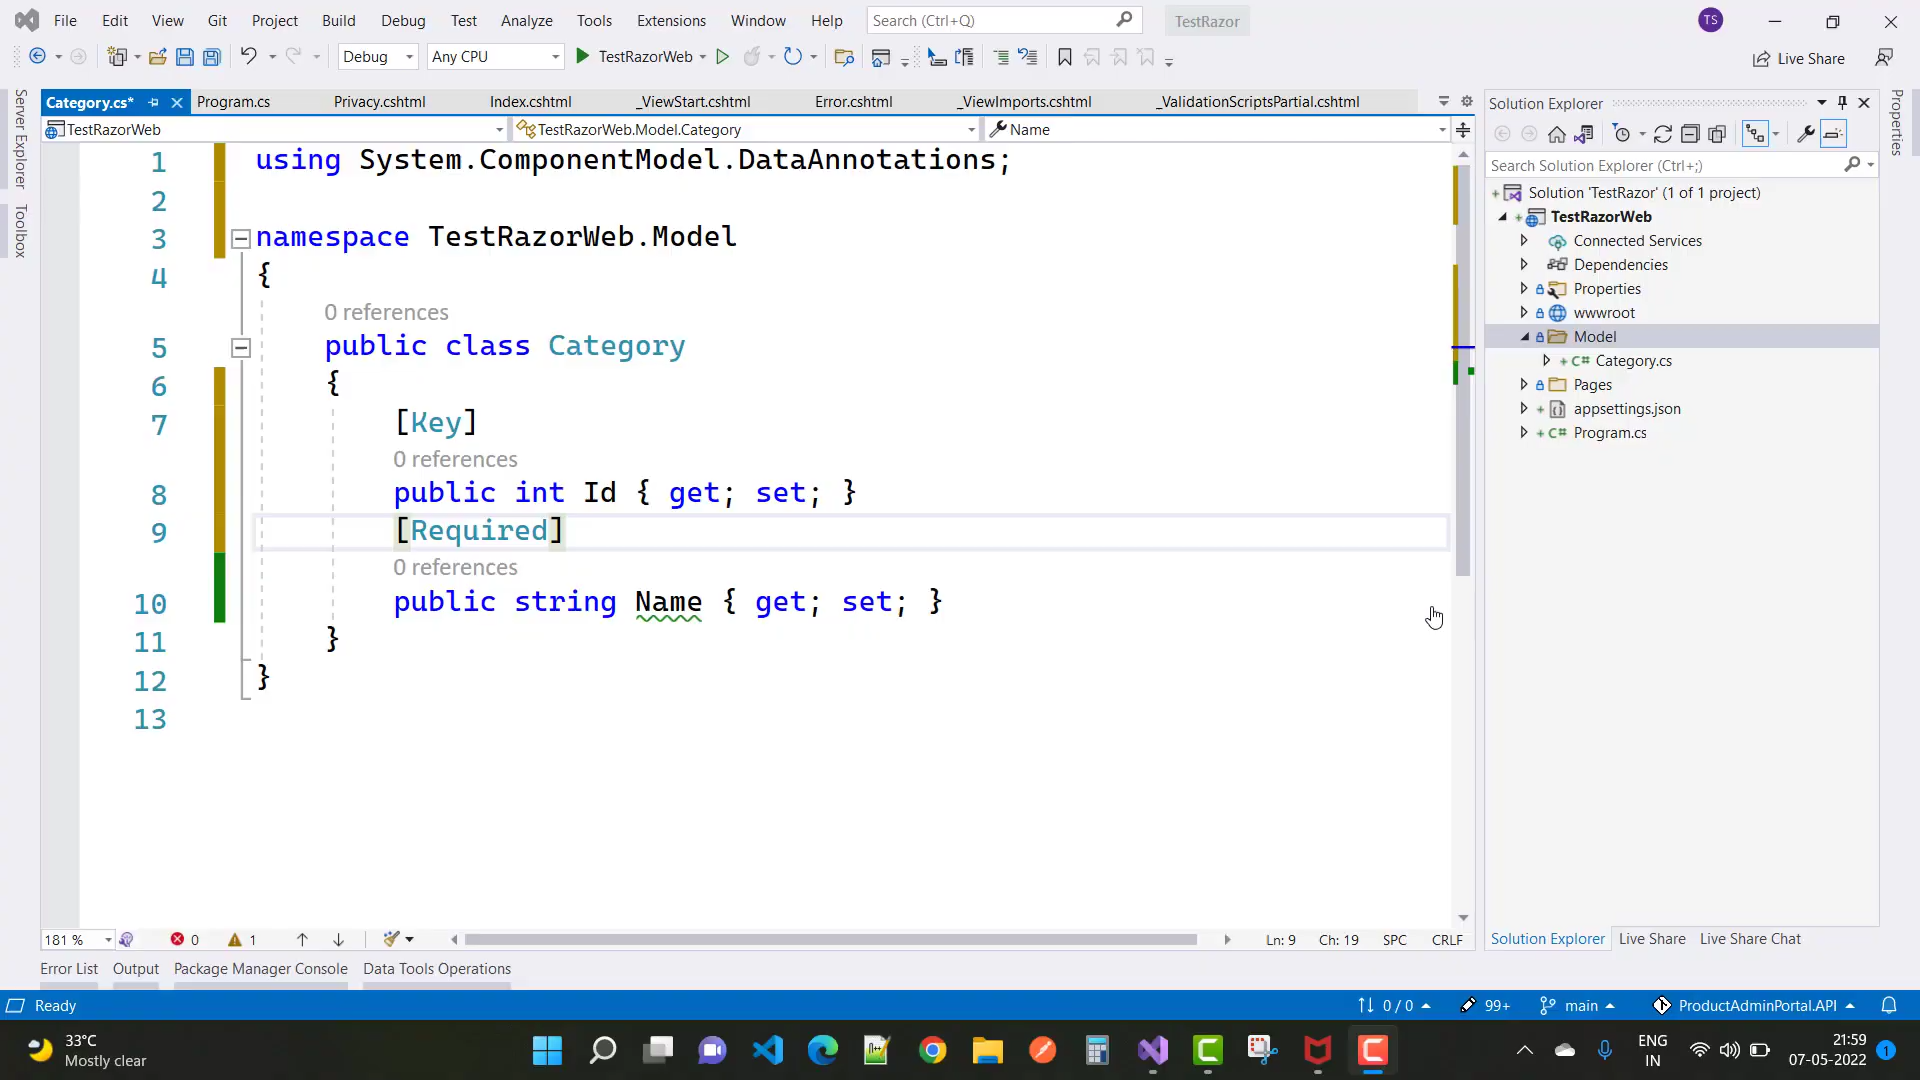 File Edit View Git Project Build Debug Test Analyze Tools Extensions Window Help Search (Ctrl+Q) TestRazor TS
Debug Any CPU TestRazorWeb Live Share
Server Explorer
Toolbox
Category.cs* Program.cs Privacy.cshtml Index.cshtml _ViewStart.cshtml Error.cshtml _ViewImports.cshtml _ValidationScriptsPartial.cshtml
TestRazorWeb TestRazorWeb.Model.Category Name
1 using System.ComponentModel.DataAnnotations;
2
3 namespace TestRazorWeb.Model
4 {
0 references
5 public class Category
6 {
7 [Key]
0 references
8 public int Id { get; set; }
9 [Required]
0 references
10 public string Name { get; set; }
11 }
12 }
13
181 % 0 1 Ln: 9 Ch: 19 SPC CRLF
Solution Explorer
Search Solution Explorer (Ctrl+;)
Solution 'TestRazor' (1 of 1 project)
TestRazorWeb
Connected Services
Dependencies
Properties
wwwroot
Model
C# Category.cs
Pages
appsettings.json
C# Program.cs
Solution Explorer Live Share Live Share Chat
Properties
Error List Output Package Manager Console Data Tools Operations
Ready 0 / 0 99+ main ProductAdminPortal.API
33°C
Mostly clear
ENG
IN
21:59
07-05-2022
1